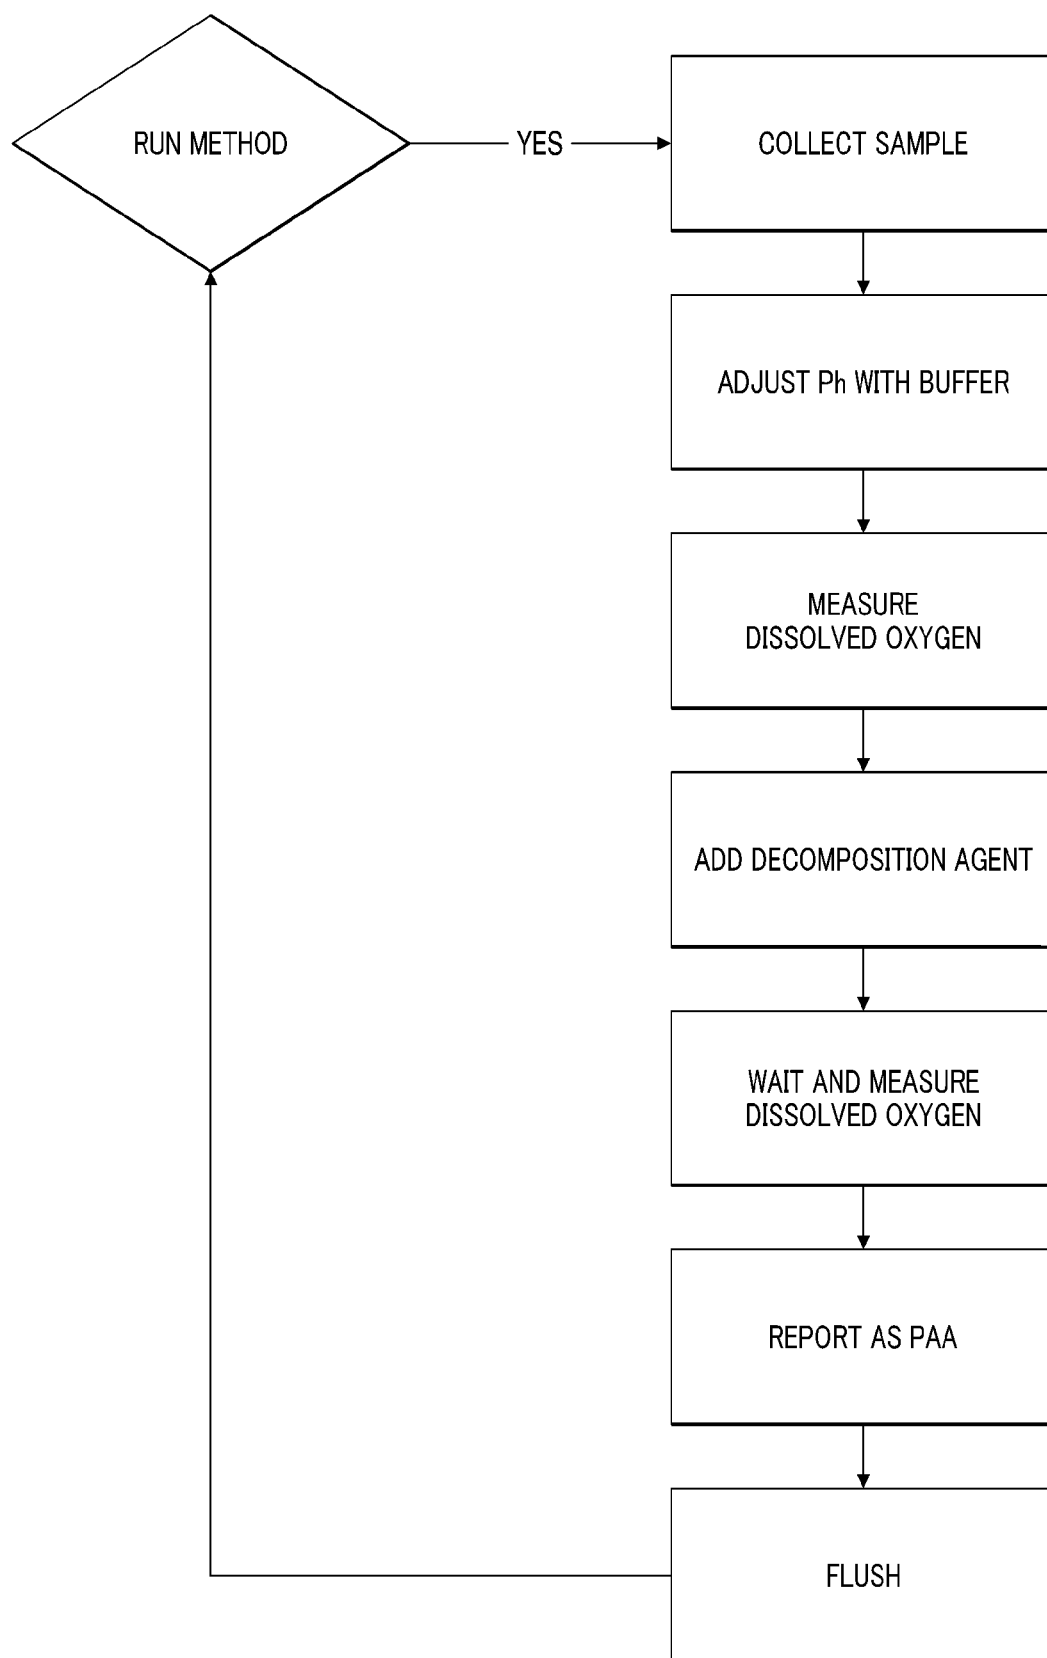 RUN METHOD
YES
COLLECT SAMPLE
ADJUST Ph WITH BUFFER
MEASURE
DISSOLVED OXYGEN
ADD DECOMPOSITION AGENT
WAIT AND MEASURE
DISSOLVED OXYGEN
REPORT AS PAA
FLUSH